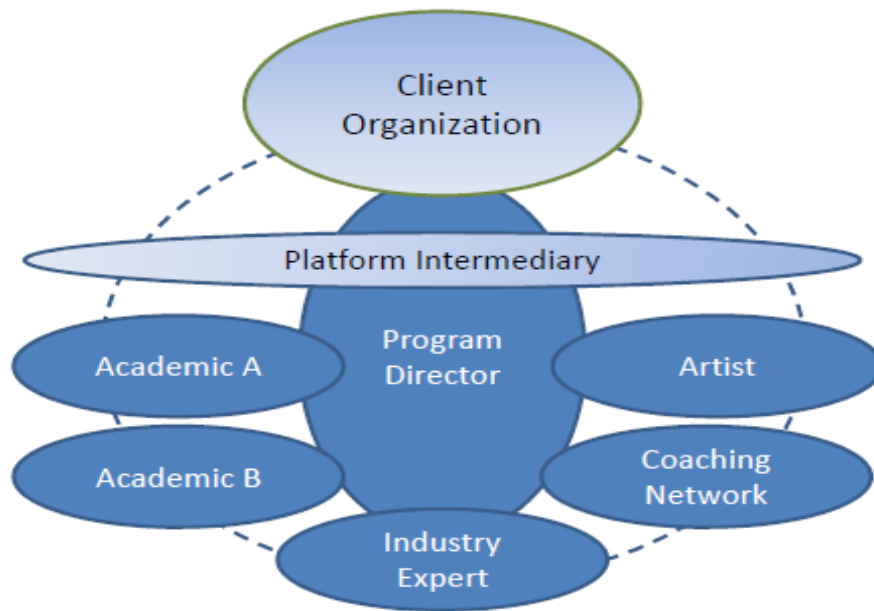 Client
Organization
Platform Intermediary
Program
Director
Academic A
Artist
Academic B
Coaching
Network
Industry
Expert